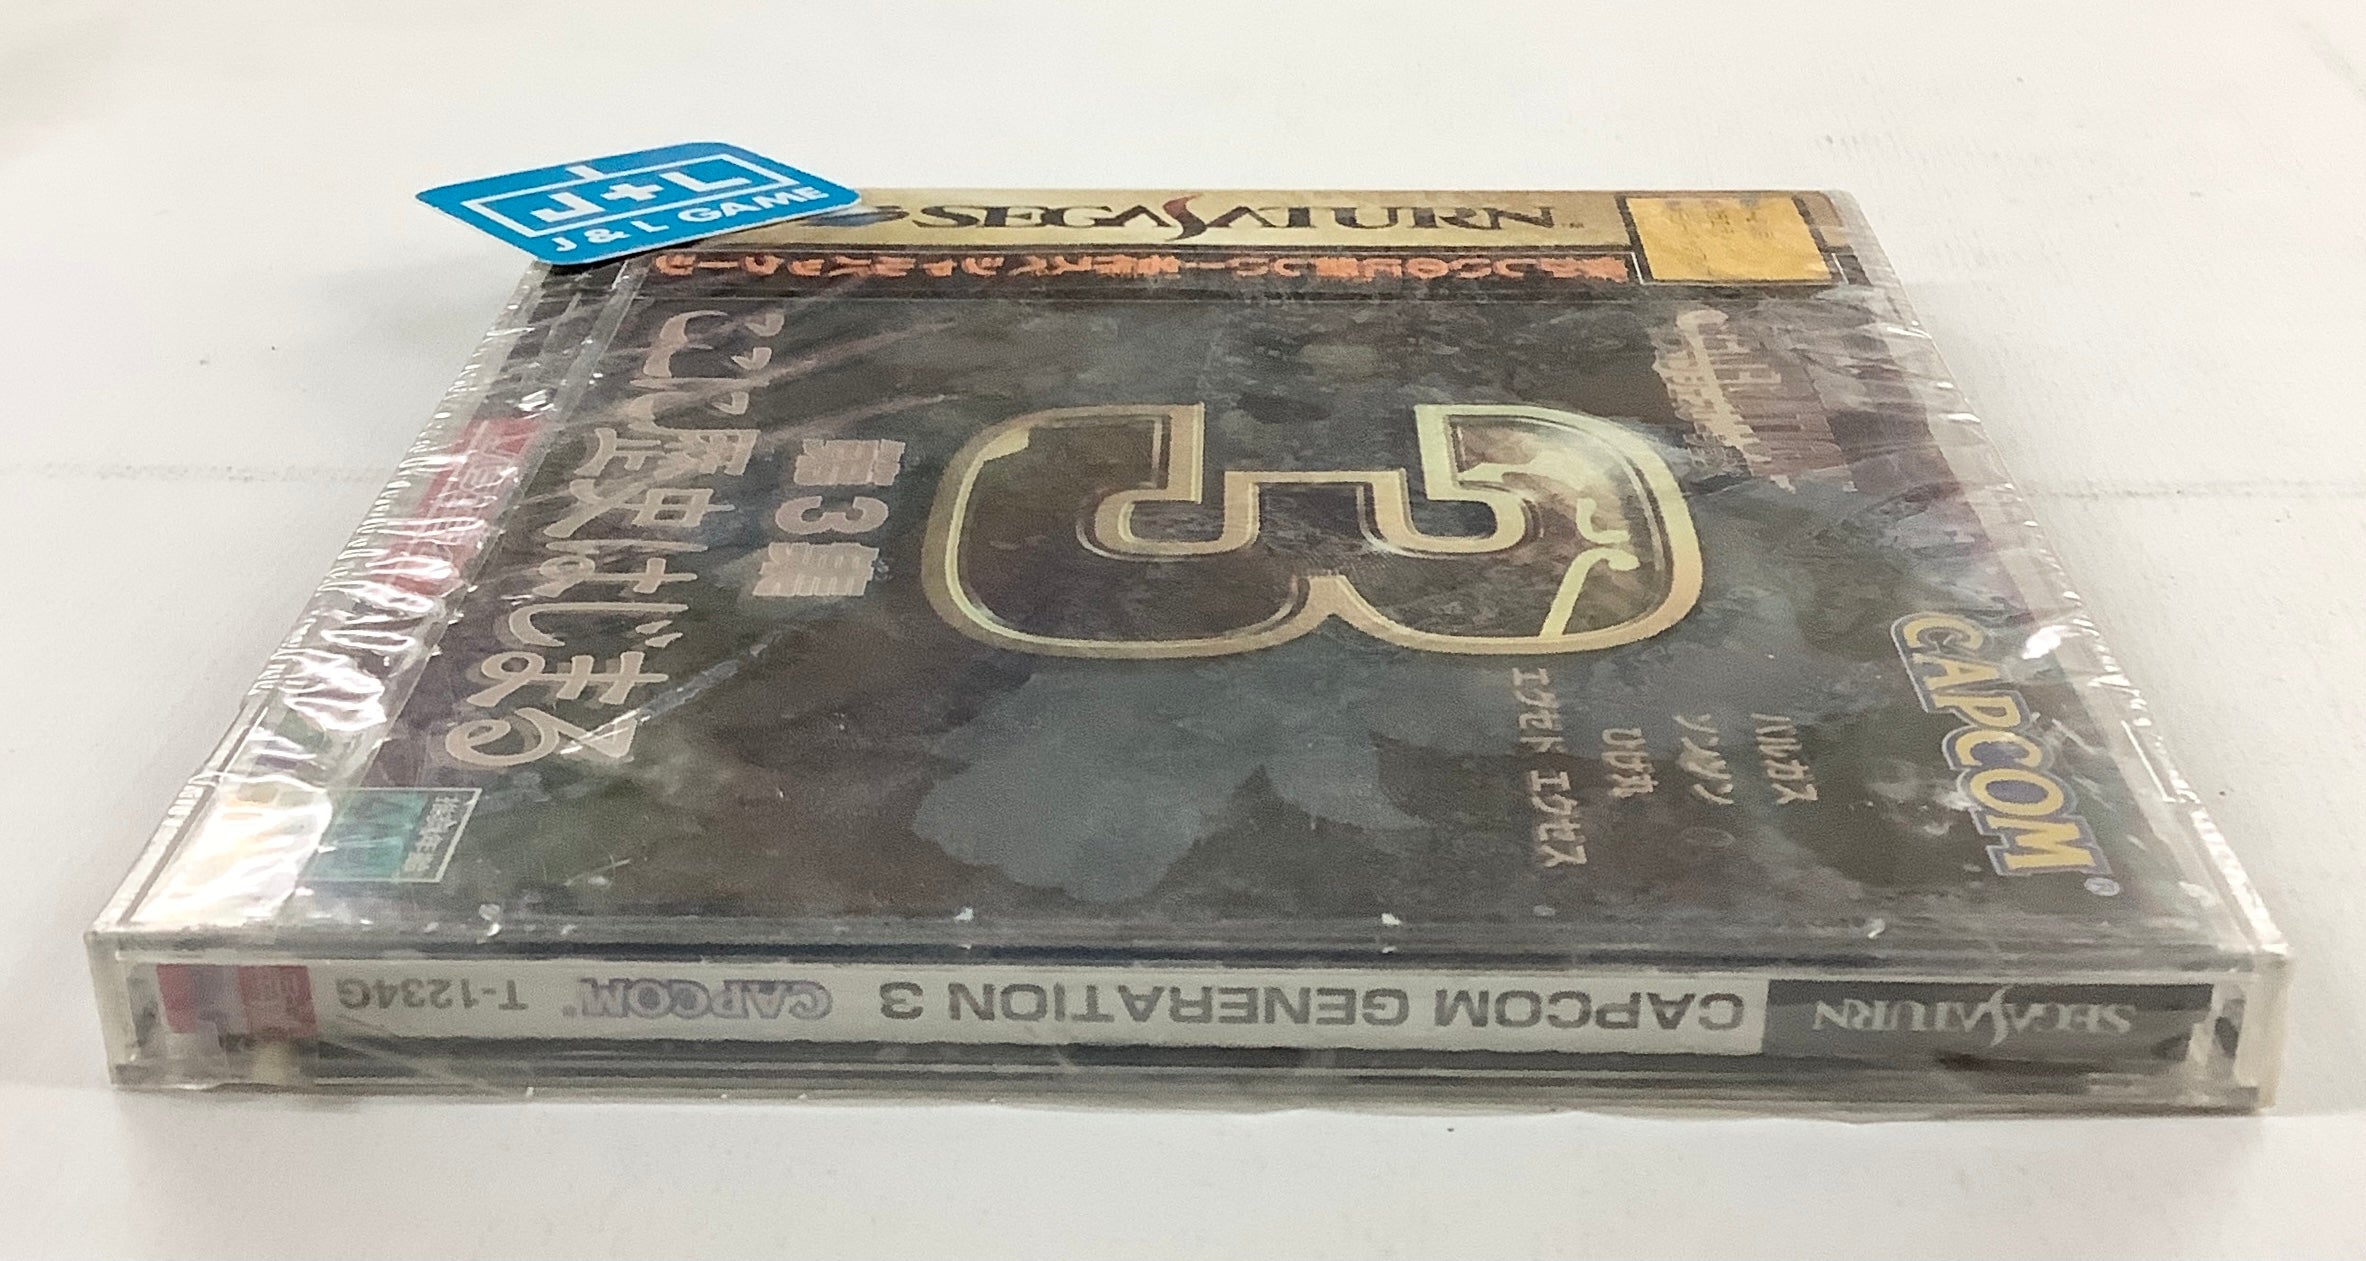 J+L
J & L GAME
SEGA SATURN™
CAPCOM®
バルガス
ソンソン
ひげ丸
エグゼド エグゼス
第3集
ここに歴史はじまる
SEGA SATURN
CAPCOM GENERATION 3
CAPCOM®
T-1234G